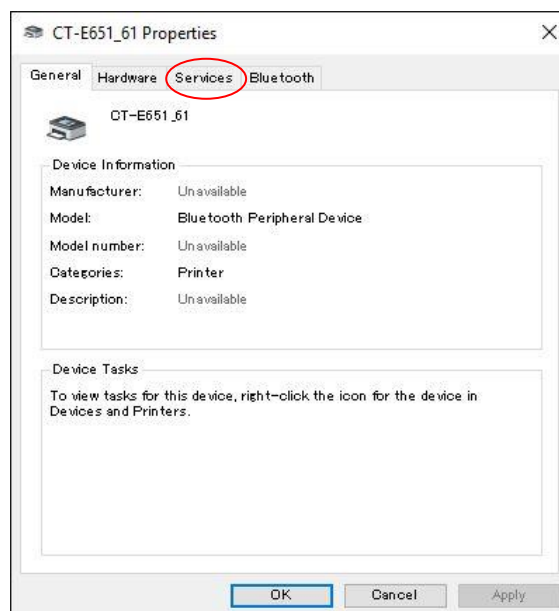 CT-E651_61 Properties
General Hardware Services Bluetooth
CT-E651_61
Device Information
Manufacturer: Unavailable
Model: Bluetooth Peripheral Device
Model number: Unavailable
Categories: Printer
Description: Unavailable
Device Tasks
To view tasks for this device, right-click the icon for the device in
Devices and Printers.
OK Cancel Apply